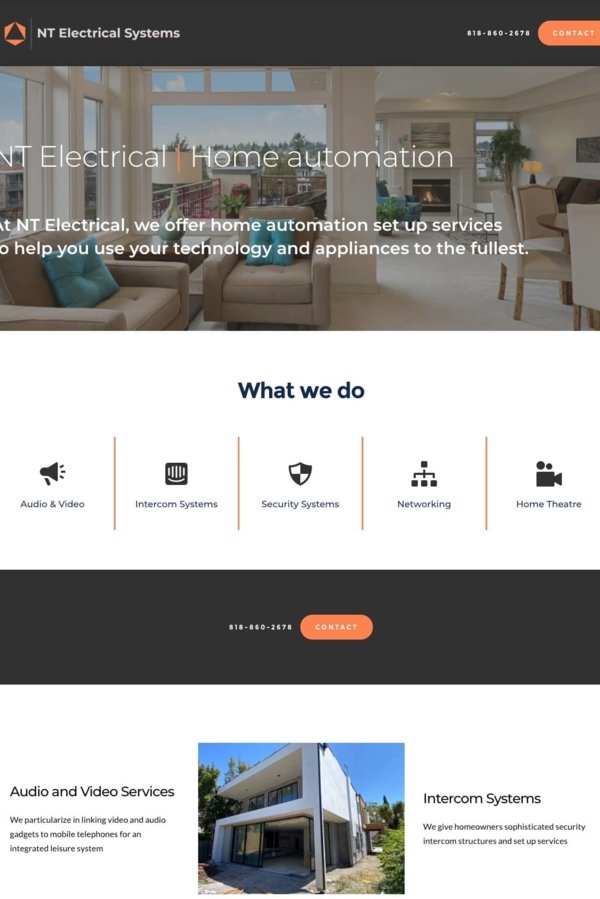 NT Electrical Systems
818-860-2678
CONTACT
NT Electrical | Home automation
At NT Electrical, we offer home automation set up services
to help you use your technology and appliances to the fullest.
What we do
Audio & Video
Intercom Systems
Security Systems
Networking
Home Theatre
818-860-2678
CONTACT
Audio and Video Services
We particularize in linking video and audio
gadgets to mobile telephones for an
integrated leisure system
Intercom Systems
We give homeowners sophisticated security
intercom structures and set up services